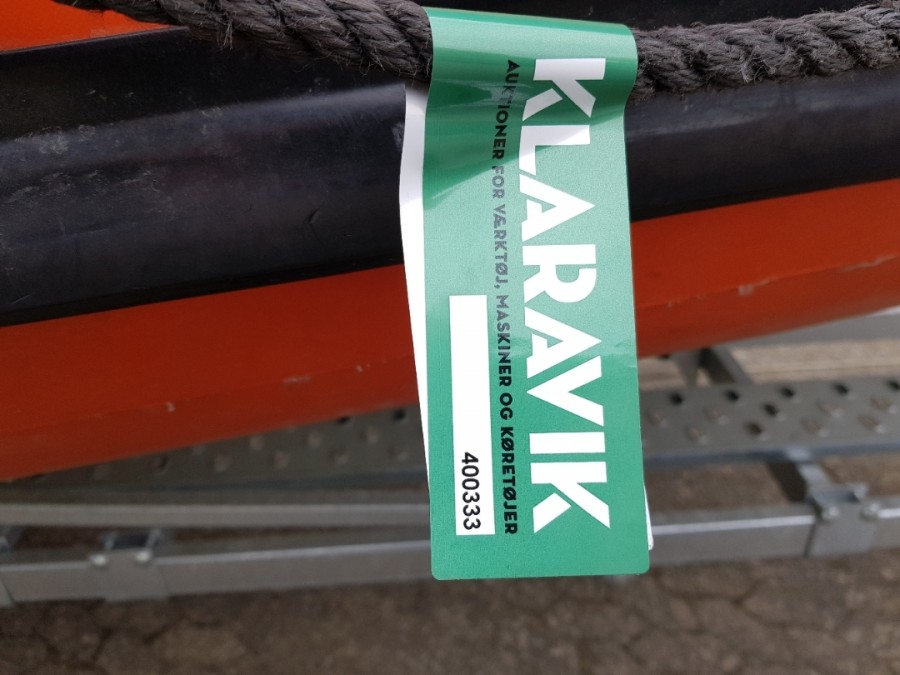 KLARAVIK
AUKTIONER FOR VÆRKTØJ, MASKINER OG KØRETØJER
400333